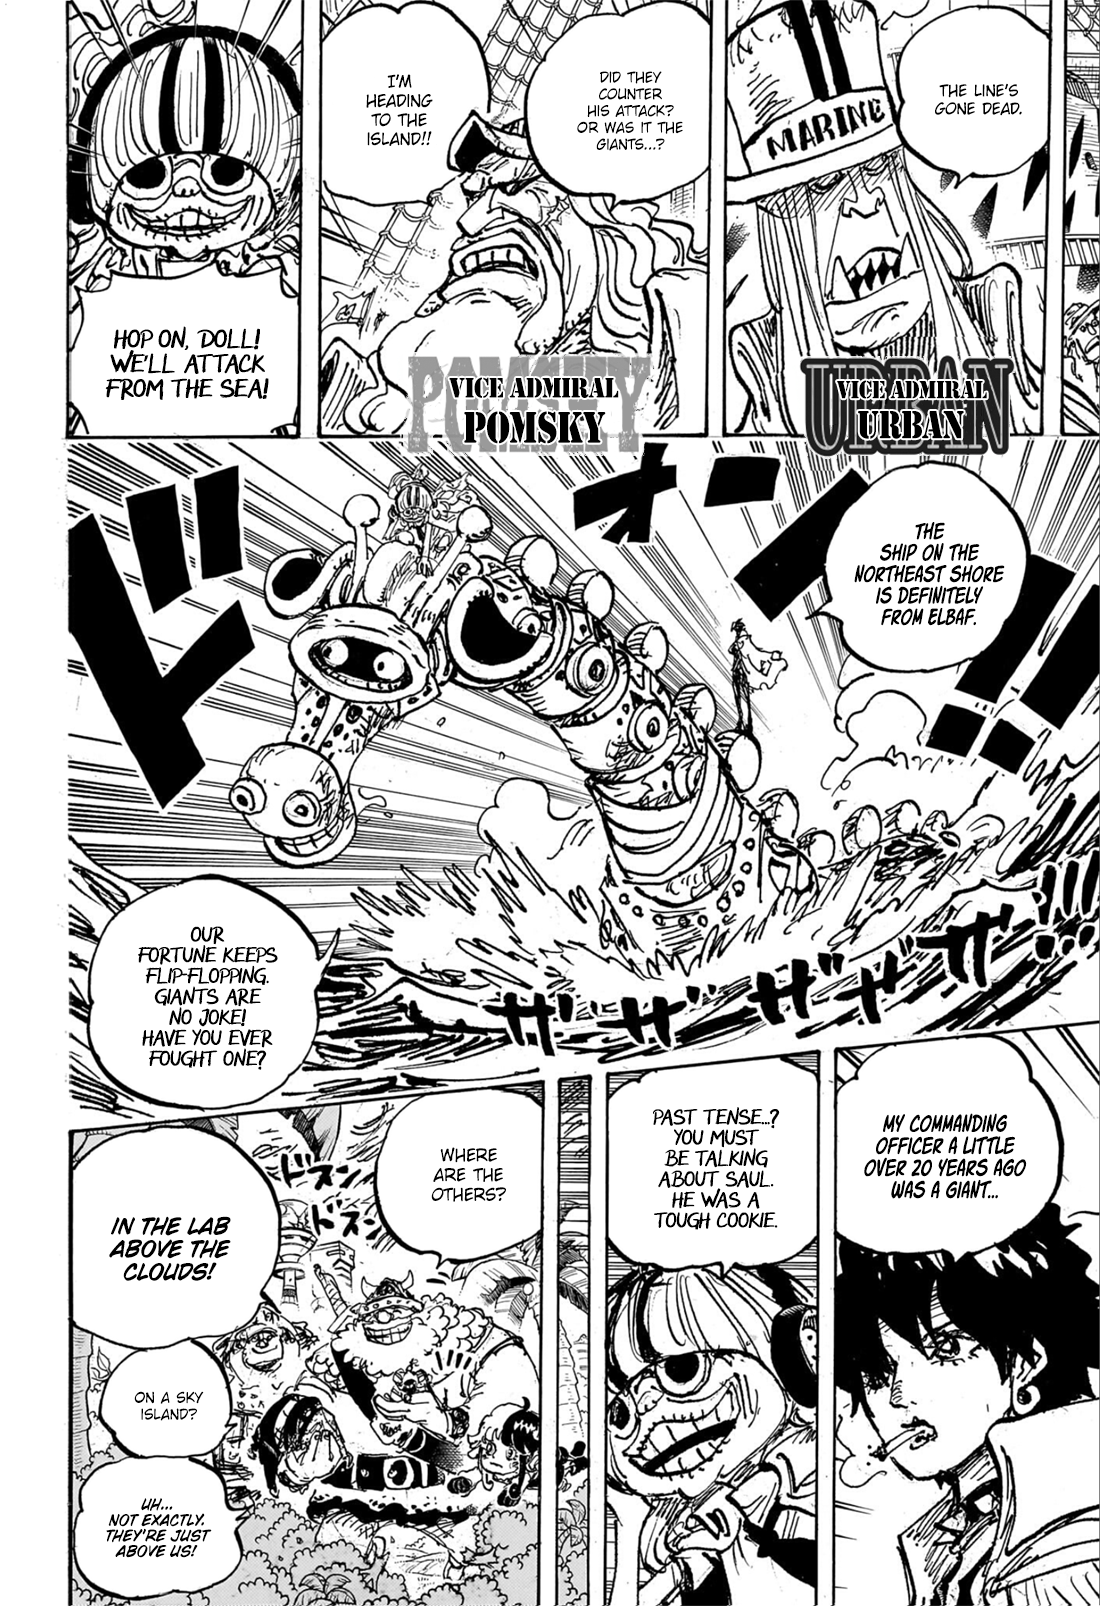 THE LINE'S
GONE DEAD.
MARINE
VICE ADMIRAL
URBAN
URBAN
DID THEY
COUNTER
HIS ATTACK?
OR WAS IT THE
GIANTS...?
I'M
HEADING
TO THE
ISLAND!!
VICE ADMIRAL
POMSKY
POMSKY
HOP ON, DOLL!
WE'LL ATTACK
FROM THE SEA!
THE
SHIP ON THE
NORTHEAST SHORE
IS DEFINITELY
FROM ELBAF.
ドオン!!
ザザザザザ!!!
OUR
FORTUNE KEEPS
FLIP-FLOPPING.
GIANTS ARE
NO JOKE!
HAVE YOU EVER
FOUGHT ONE?
MY COMMANDING
OFFICER A LITTLE
OVER 20 YEARS AGO
WAS A GIANT...
PAST TENSE...?
YOU MUST
BE TALKING
ABOUT SAUL.
HE WAS A
TOUGH COOKIE.
WHERE
ARE THE
OTHERS?
ドスン
ドスン
IN THE LAB
ABOVE THE
CLOUDS!
ON A SKY
ISLAND?
UH...
NOT EXACTLY.
THEY'RE JUST
ABOVE US!